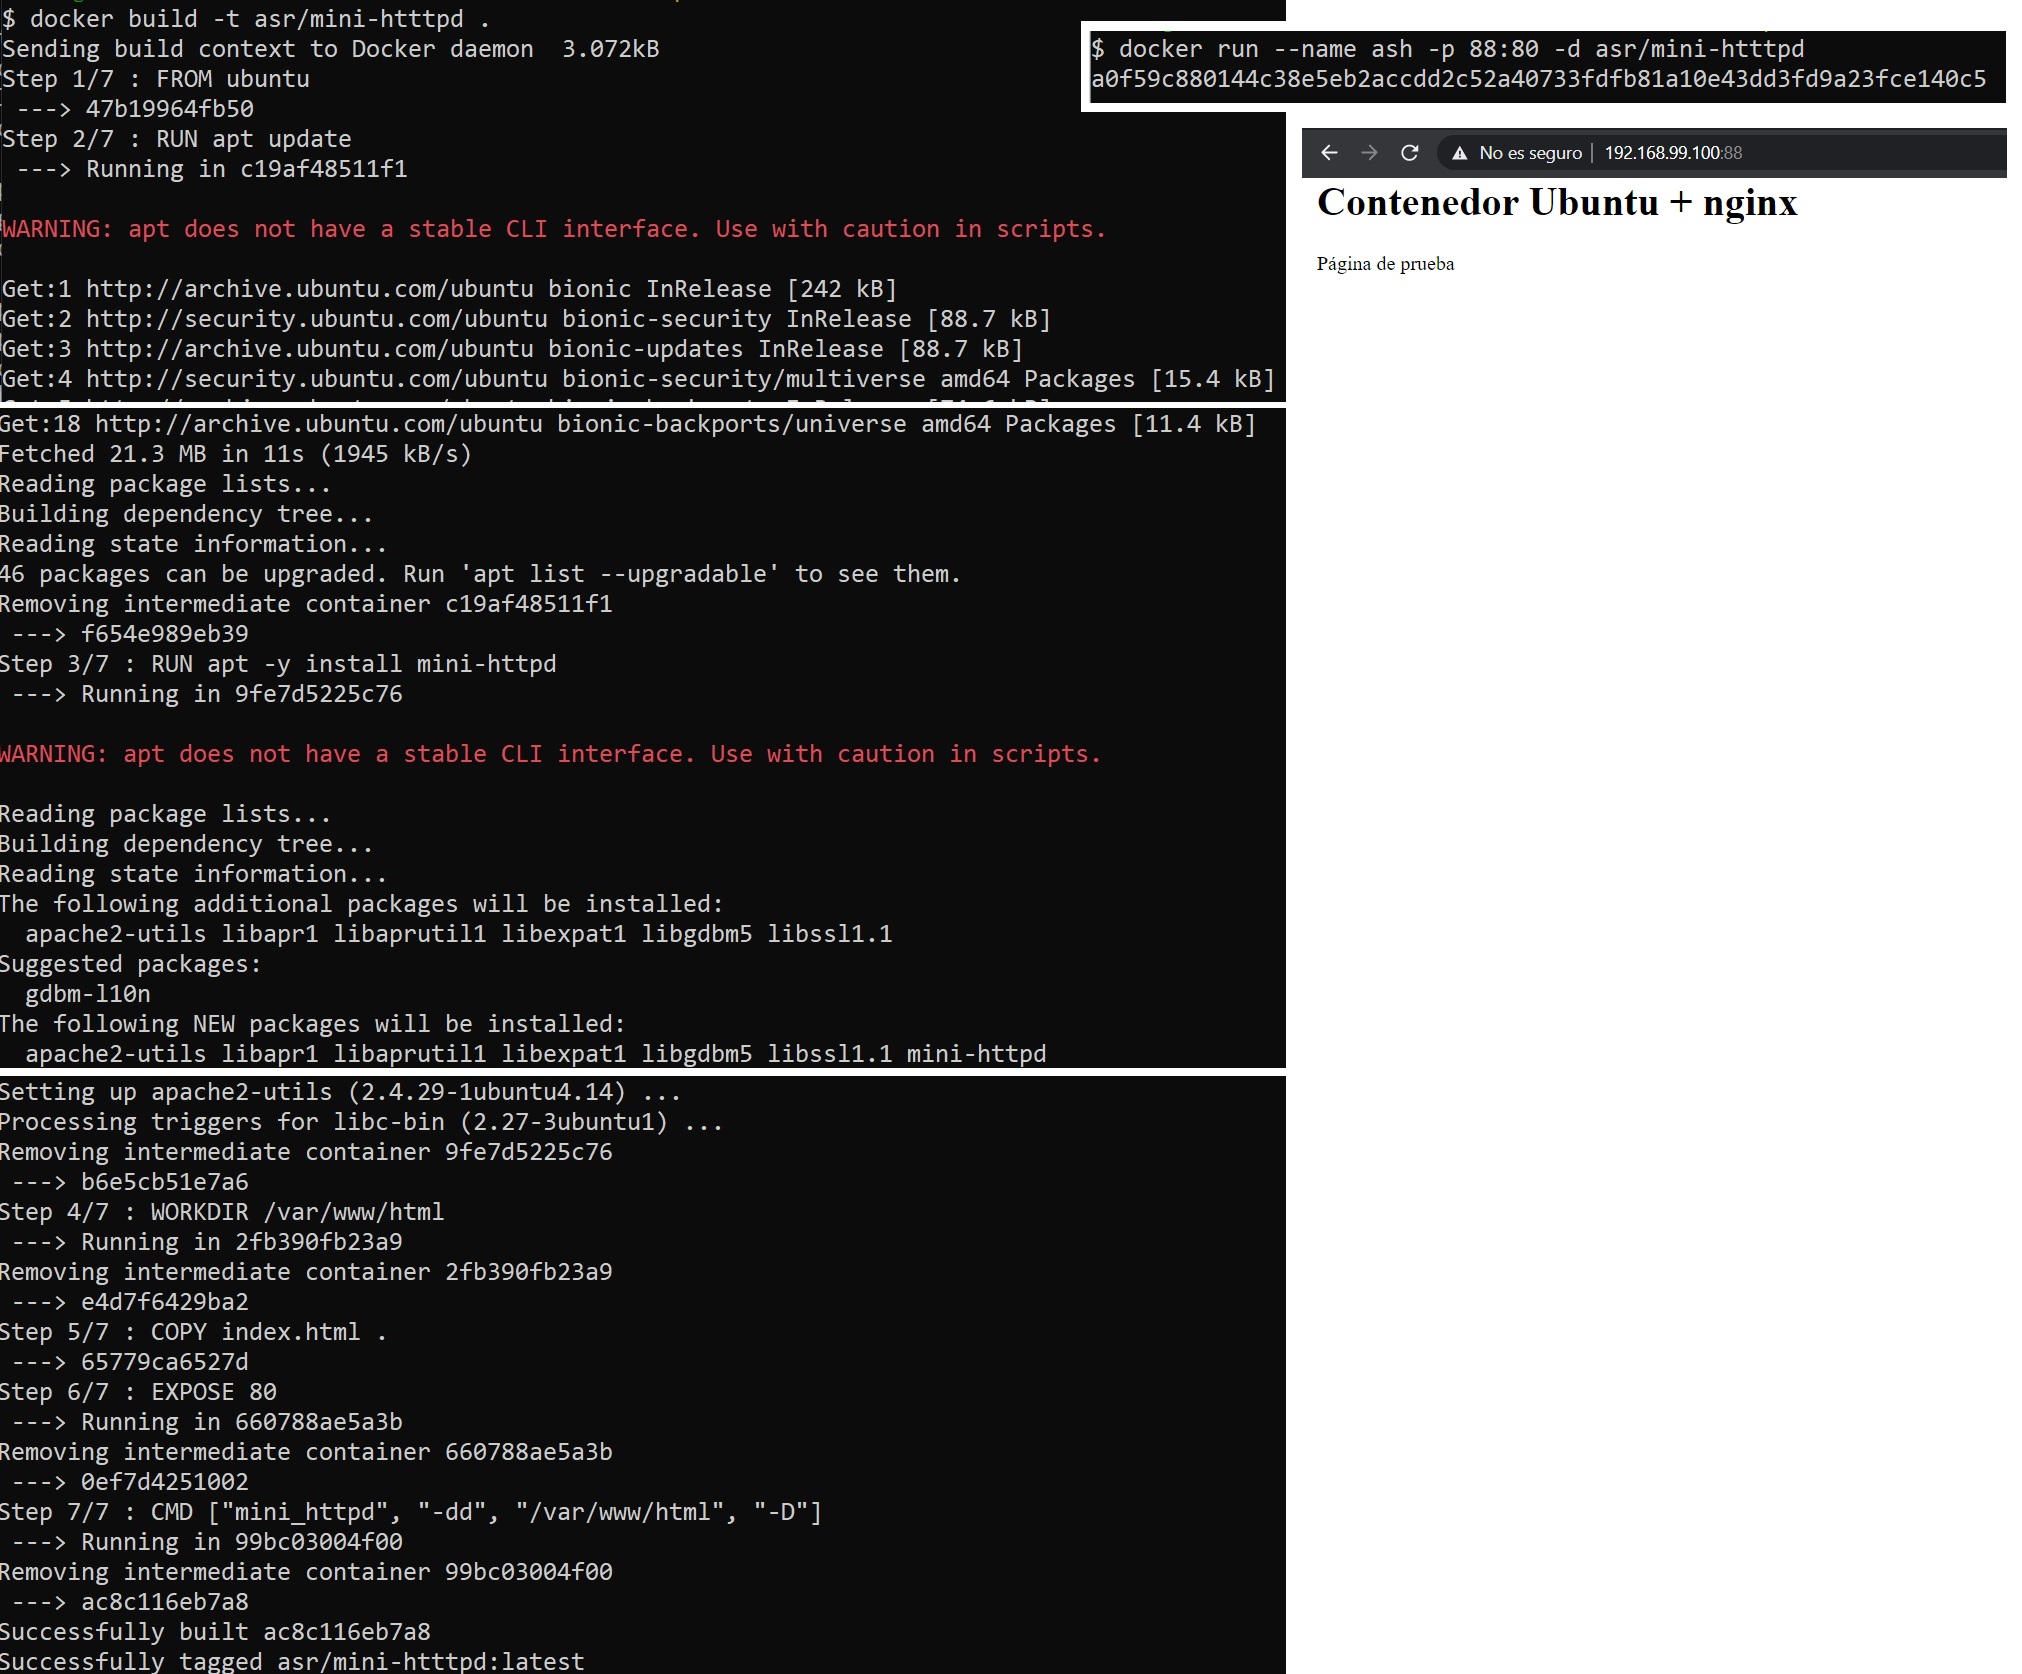 $ docker build -t asr/mini-htttpd .
Sending build context to Docker daemon  3.072kB
Step 1/7 : FROM ubuntu
 ---> 47b19964fb50
Step 2/7 : RUN apt update
 ---> Running in c19af48511f1
WARNING: apt does not have a stable CLI interface. Use with caution in scripts.
Get:1 http://archive.ubuntu.com/ubuntu bionic InRelease [242 kB]
Get:2 http://security.ubuntu.com/ubuntu bionic-security InRelease [88.7 kB]
Get:3 http://archive.ubuntu.com/ubuntu bionic-updates InRelease [88.7 kB]
Get:4 http://security.ubuntu.com/ubuntu bionic-security/multiverse amd64 Packages [15.4 kB]
Get:18 http://archive.ubuntu.com/ubuntu bionic-backports/universe amd64 Packages [11.4 kB]
Fetched 21.3 MB in 11s (1945 kB/s)
Reading package lists...
Building dependency tree...
Reading state information...
46 packages can be upgraded. Run 'apt list --upgradable' to see them.
Removing intermediate container c19af48511f1
 ---> f654e989eb39
Step 3/7 : RUN apt -y install mini-httpd
 ---> Running in 9fe7d5225c76
WARNING: apt does not have a stable CLI interface. Use with caution in scripts.
Reading package lists...
Building dependency tree...
Reading state information...
The following additional packages will be installed:
  apache2-utils libapr1 libaprutil1 libexpat1 libgdbm5 libssl1.1
Suggested packages:
  gdbm-l10n
The following NEW packages will be installed:
  apache2-utils libapr1 libaprutil1 libexpat1 libgdbm5 libssl1.1 mini-httpd
Setting up apache2-utils (2.4.29-1ubuntu4.14) ...
Processing triggers for libc-bin (2.27-3ubuntu1) ...
Removing intermediate container 9fe7d5225c76
 ---> b6e5cb51e7a6
Step 4/7 : WORKDIR /var/www/html
 ---> Running in 2fb390fb23a9
Removing intermediate container 2fb390fb23a9
 ---> e4d7f6429ba2
Step 5/7 : COPY index.html .
 ---> 65779ca6527d
Step 6/7 : EXPOSE 80
 ---> Running in 660788ae5a3b
Removing intermediate container 660788ae5a3b
 ---> 0ef7d4251002
Step 7/7 : CMD ["mini_httpd", "-dd", "/var/www/html", "-D"]
 ---> Running in 99bc03004f00
Removing intermediate container 99bc03004f00
 ---> ac8c116eb7a8
Successfully built ac8c116eb7a8
Successfully tagged asr/mini-htttpd:latest
$ docker run --name ash -p 88:80 -d asr/mini-htttpd
a0f59c880144c38e5eb2accdd2c52a40733fdfb81a10e43dd3fd9a23fce140c5
No es seguro | 192.168.99.100:88
Contenedor Ubuntu + nginx
Página de prueba